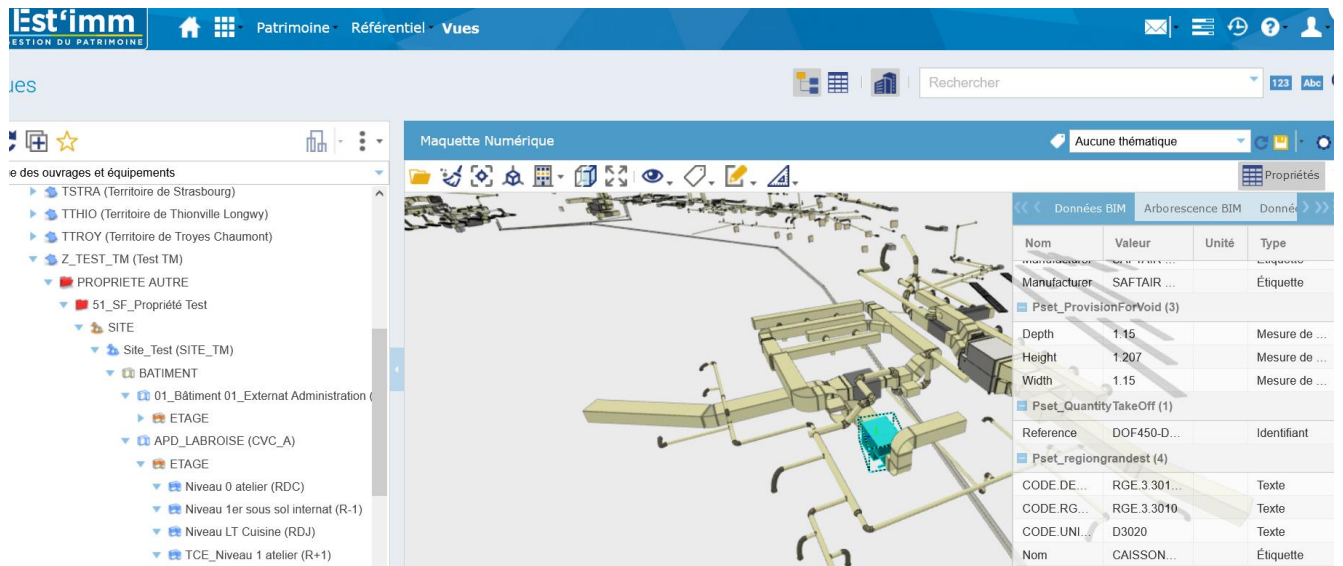 Est'imm
GESTION DU PATRIMOINE
Patrimoine Référentiel Vues
ues
Rechercher
123 Abc
Maquette Numérique
Aucune thématique
e des ouvrages et équipements
Propriétés
TSTRA (Territoire de Strasbourg)
TTHIO (Territoire de Thionville Longwy)
TTROY (Territoire de Troyes Chaumont)
Z_TEST_TM (Test TM)
PROPRIETE AUTRE
51_SF_Propriété Test
SITE
Site_Test (SITE_TM)
BATIMENT
01_Bâtiment 01_Externat Administration (
ETAGE
APD_LABROISE (CVC_A)
ETAGE
Niveau 0 atelier (RDC)
Niveau 1er sous sol internat (R-1)
Niveau LT Cuisine (RDJ)
TCE_Niveau 1 atelier (R+1)
Données BIM Arborescence BIM Donnée
Nom Valeur Unité Type
Manufacturer SAFTAIR ... Étiquette
Pset_ProvisionForVoid (3)
Depth 1.15 Mesure de ...
Height 1.207 Mesure de ...
Width 1.15 Mesure de ...
Pset_QuantityTakeOff (1)
Reference DOF450-D... Identifiant
Pset_regiongrandest (4)
CODE.DE... RGE.3.301... Texte
CODE.RG... RGE.3.3010 Texte
CODE.UNI... D3020 Texte
Nom CAISSON... Étiquette